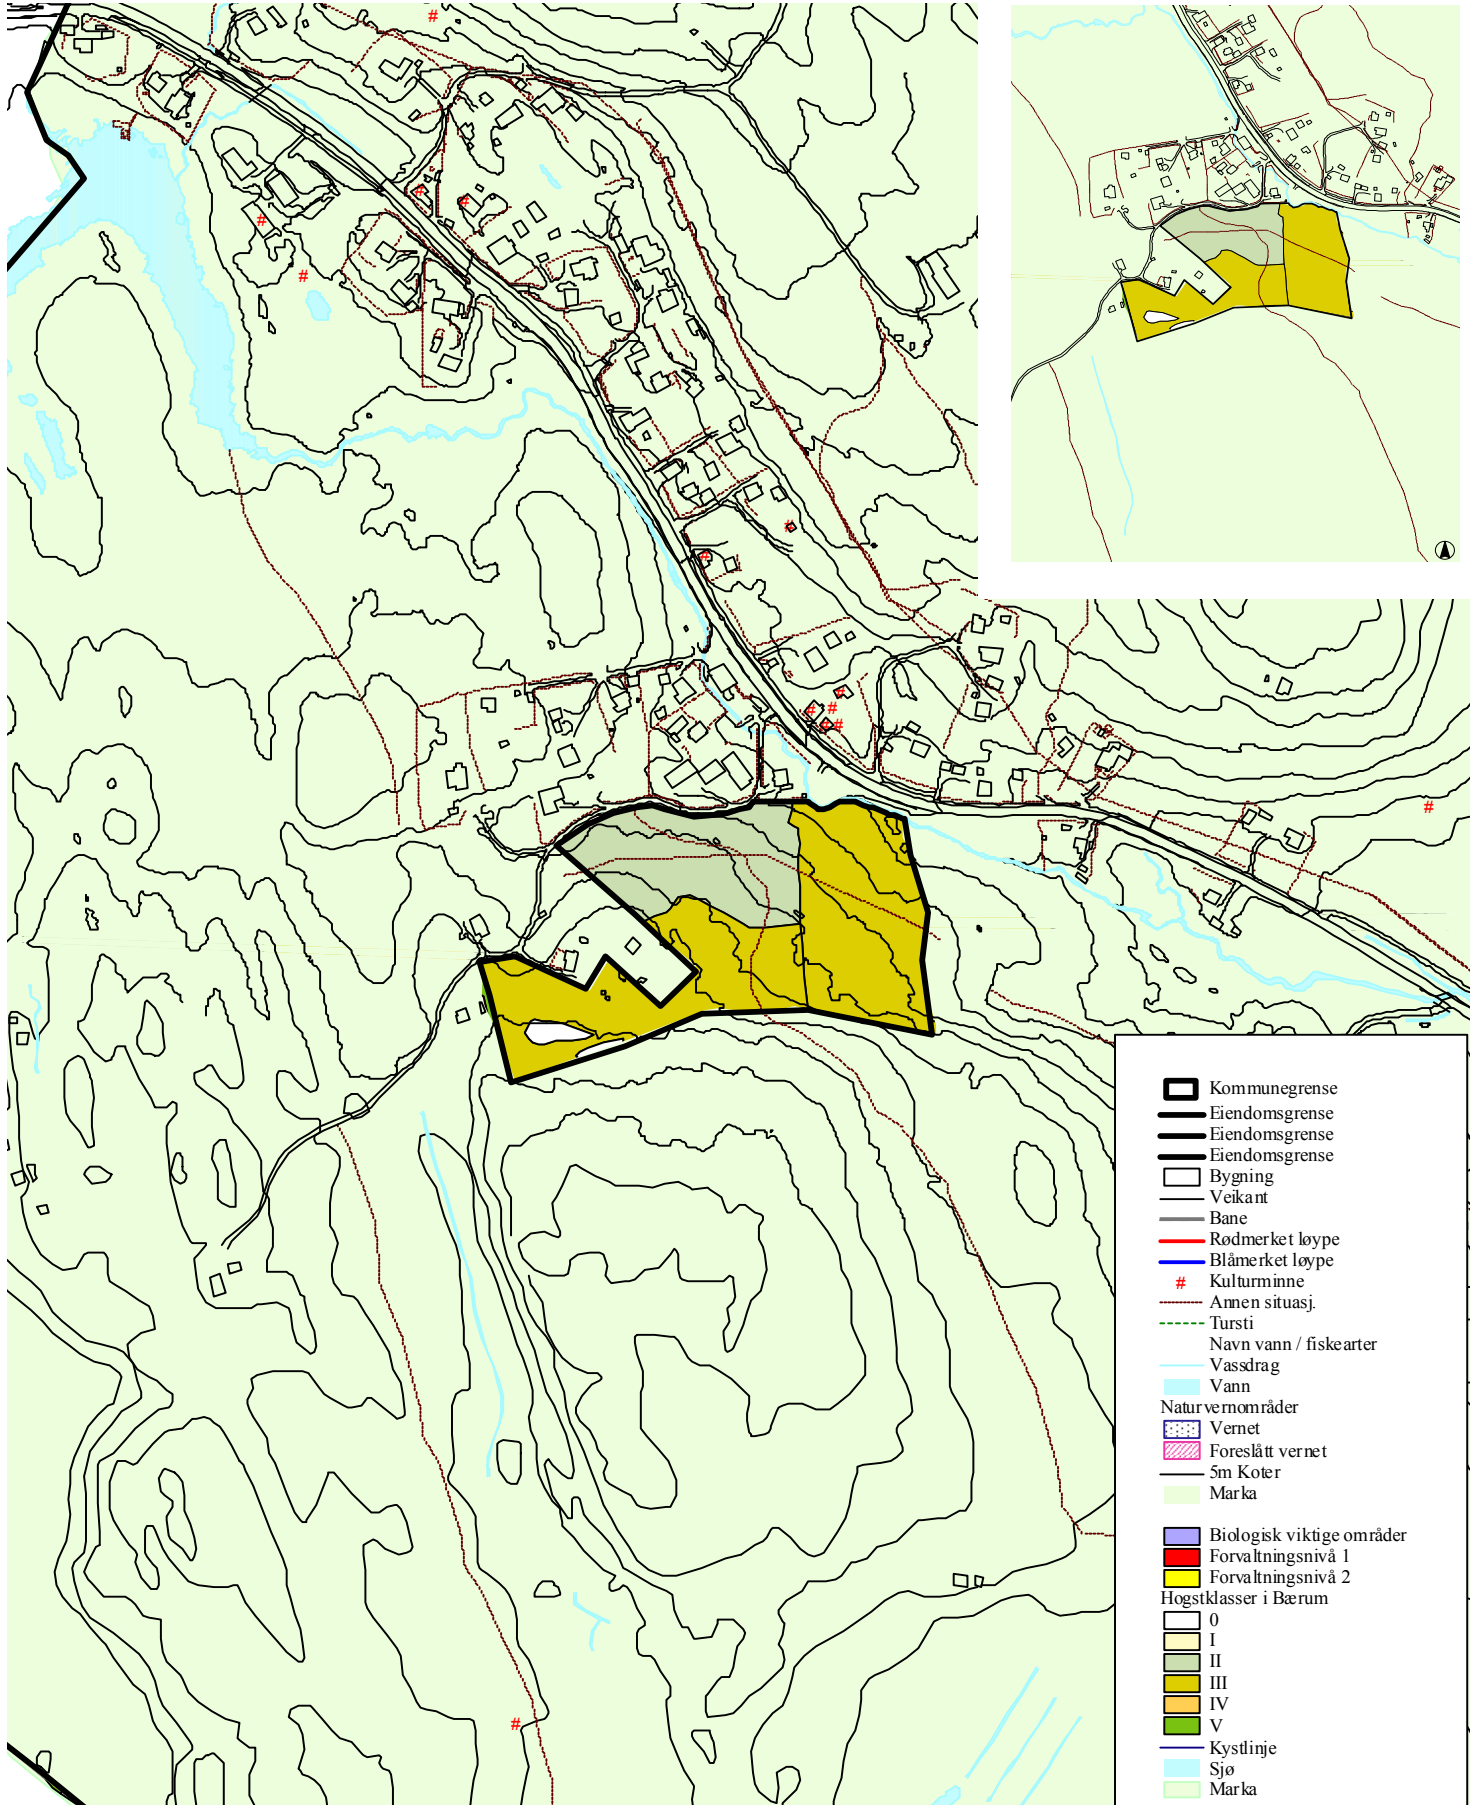 Kommunegrense
Eiendomsgrense
Eiendomsgrense
Eiendomsgrense
Bygning
Veikant
Bane
Rødmerket løype
Blåmerket løype
# Kulturminne
Annen situasj.
Tursti
Navn vann / fiskearter
Vassdrag
Vann
Naturvernområder
Vernet
Foreslått vernet
5m Koter
Marka
Biologisk viktige områder
Forvaltningsnivå 1
Forvaltningsnivå 2
Hogstklasser i Bærum
0
I
II
III
IV
V
Kystlinje
Sjø
Marka